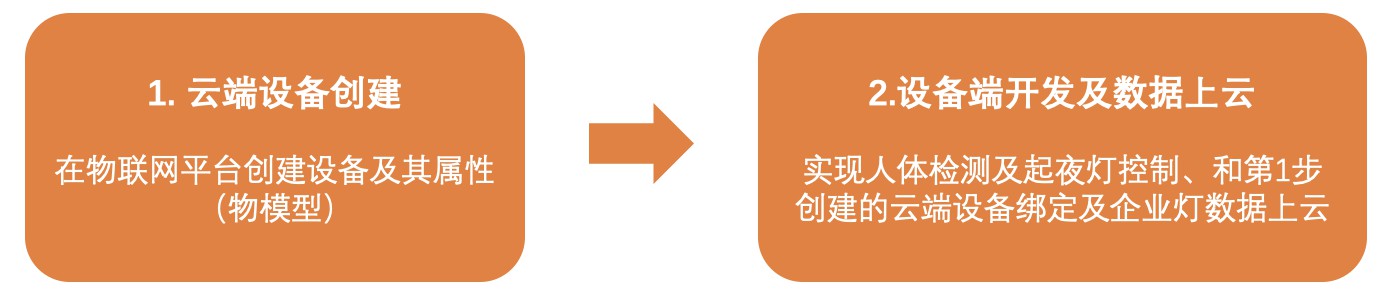 1. 云端设备创建
在物联网平台创建设备及其属性
（物模型）
2.设备端开发及数据上云
实现人体检测及起夜灯控制、和第1步
创建的云端设备绑定及企业灯数据上云